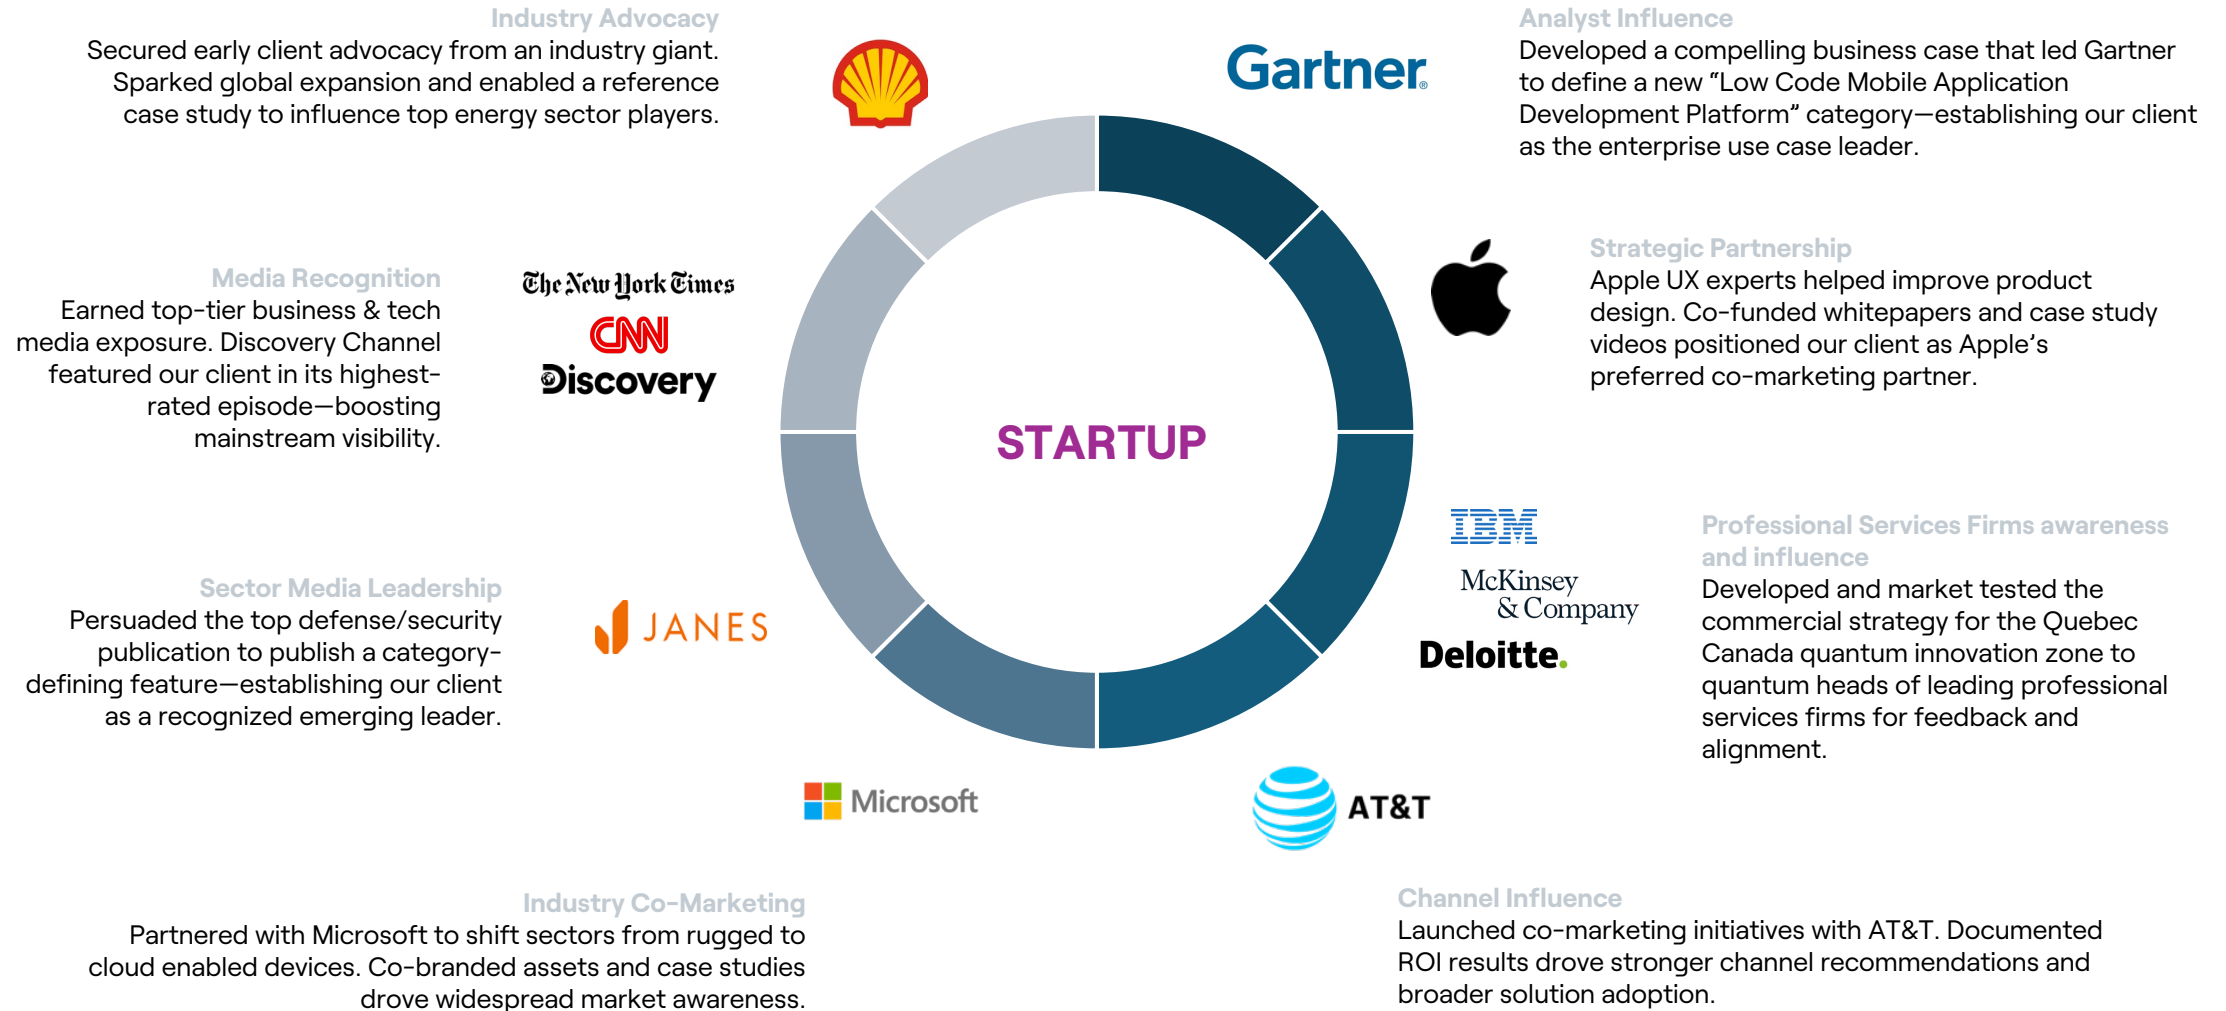 Industry Advocacy
Secured early client advocacy from an industry giant.
Sparked global expansion and enabled a reference
case study to influence top energy sector players.
Gartner®
Analyst Influence
Developed a compelling business case that led Gartner
to define a new “Low Code Mobile Application
Development Platform” category—establishing our client
as the enterprise use case leader.
Media Recognition
Earned top-tier business & tech
media exposure. Discovery Channel
featured our client in its highest-
rated episode—boosting
mainstream visibility.
The New York Times
CNN
Discovery
Strategic Partnership
Apple UX experts helped improve product
design. Co-funded whitepapers and case study
videos positioned our client as Apple’s
preferred co-marketing partner.
STARTUP
Sector Media Leadership
Persuaded the top defense/security
publication to publish a category-
defining feature—establishing our client
as a recognized emerging leader.
JANES
IBM
McKinsey
& Company
Deloitte.
Professional Services Firms awareness
and influence
Developed and market tested the
commercial strategy for the Quebec
Canada quantum innovation zone to
quantum heads of leading professional
services firms for feedback and
alignment.
Microsoft
AT&T
Industry Co-Marketing
Partnered with Microsoft to shift sectors from rugged to
cloud enabled devices. Co-branded assets and case studies
drove widespread market awareness.
Channel Influence
Launched co-marketing initiatives with AT&T. Documented
ROI results drove stronger channel recommendations and
broader solution adoption.